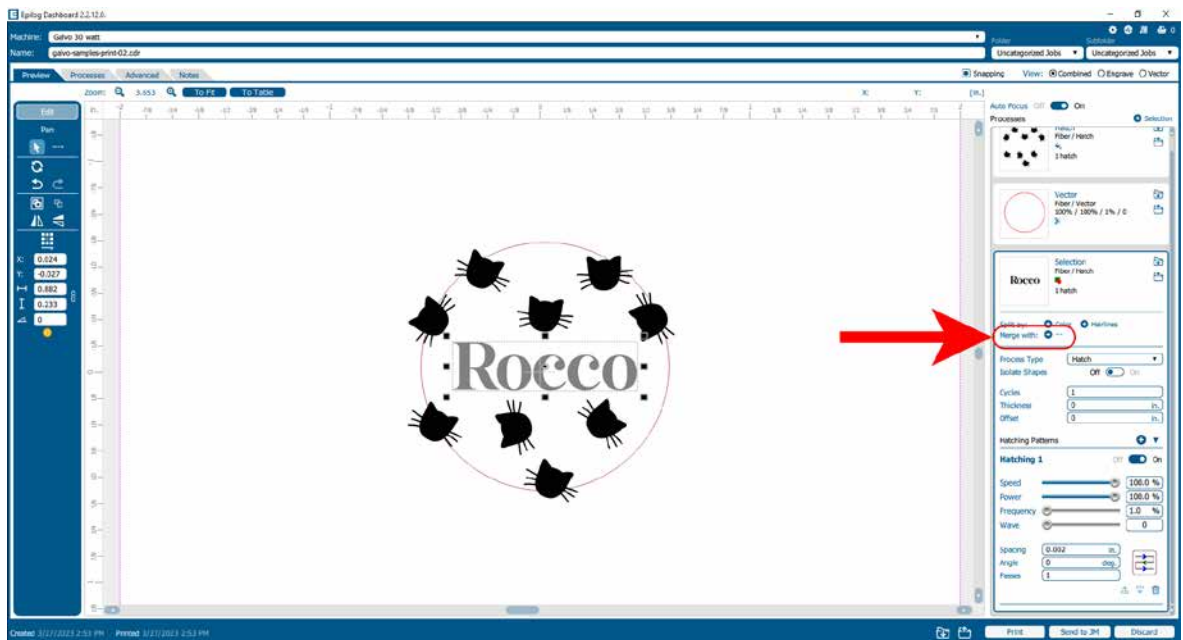 Epilog Dashboard 2.2.12.0
Machine: Galvo 30 watt
Name: galvo-samples-print-02.cdr
Folder Subfolder
Uncategorized Jobs Uncategorized Jobs
Preview Processes Advanced Notes
Snapping View: Combined Engrave Vector
Zoom: 3.653 To Fit To Table X: Y: [in.]
Edit
Pan
X: 0.024
Y: -0.027
0.882
0.233
0
Rocco
Auto Focus Off On
Processes Selection
Hatch
Fiber / Hatch
1 hatch
Vector
Fiber / Vector
100% / 100% / 1% / 0
Rocco
Selection
Fiber / Hatch
1 hatch
Split by: Color Hairlines
Merge with: --
Process Type Hatch
Isolate Shapes Off On
Cycles 1
Thickness 0 in.
Offset 0 in.
Hatching Patterns
Hatching 1 Off On
Speed 100.0 %
Power 100.0 %
Frequency 1.0 %
Wave 0
Spacing 0.002 in.
Angle 0 deg.
Passes 1
Created 3/27/2023 2:53 PM Printed 3/27/2023 2:53 PM
Print Send to JM Discard